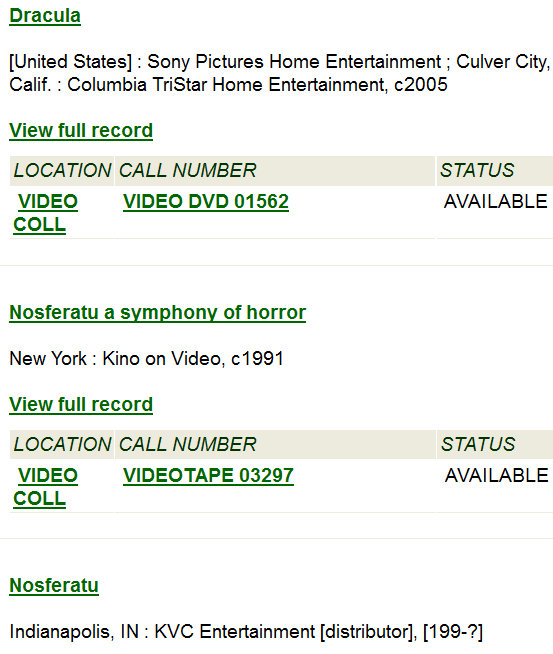 Dracula
[United States] : Sony Pictures Home Entertainment ; Culver City,
Calif. : Columbia TriStar Home Entertainment, c2005
View full record
LOCATION CALL NUMBER STATUS
VIDEO VIDEO DVD 01562 AVAILABLE
COLL
Nosferatu a symphony of horror
New York : Kino on Video, c1991
View full record
LOCATION CALL NUMBER STATUS
VIDEO VIDEOTAPE 03297 AVAILABLE
COLL
Nosferatu
Indianapolis, IN : KVC Entertainment [distributor], [199-?]